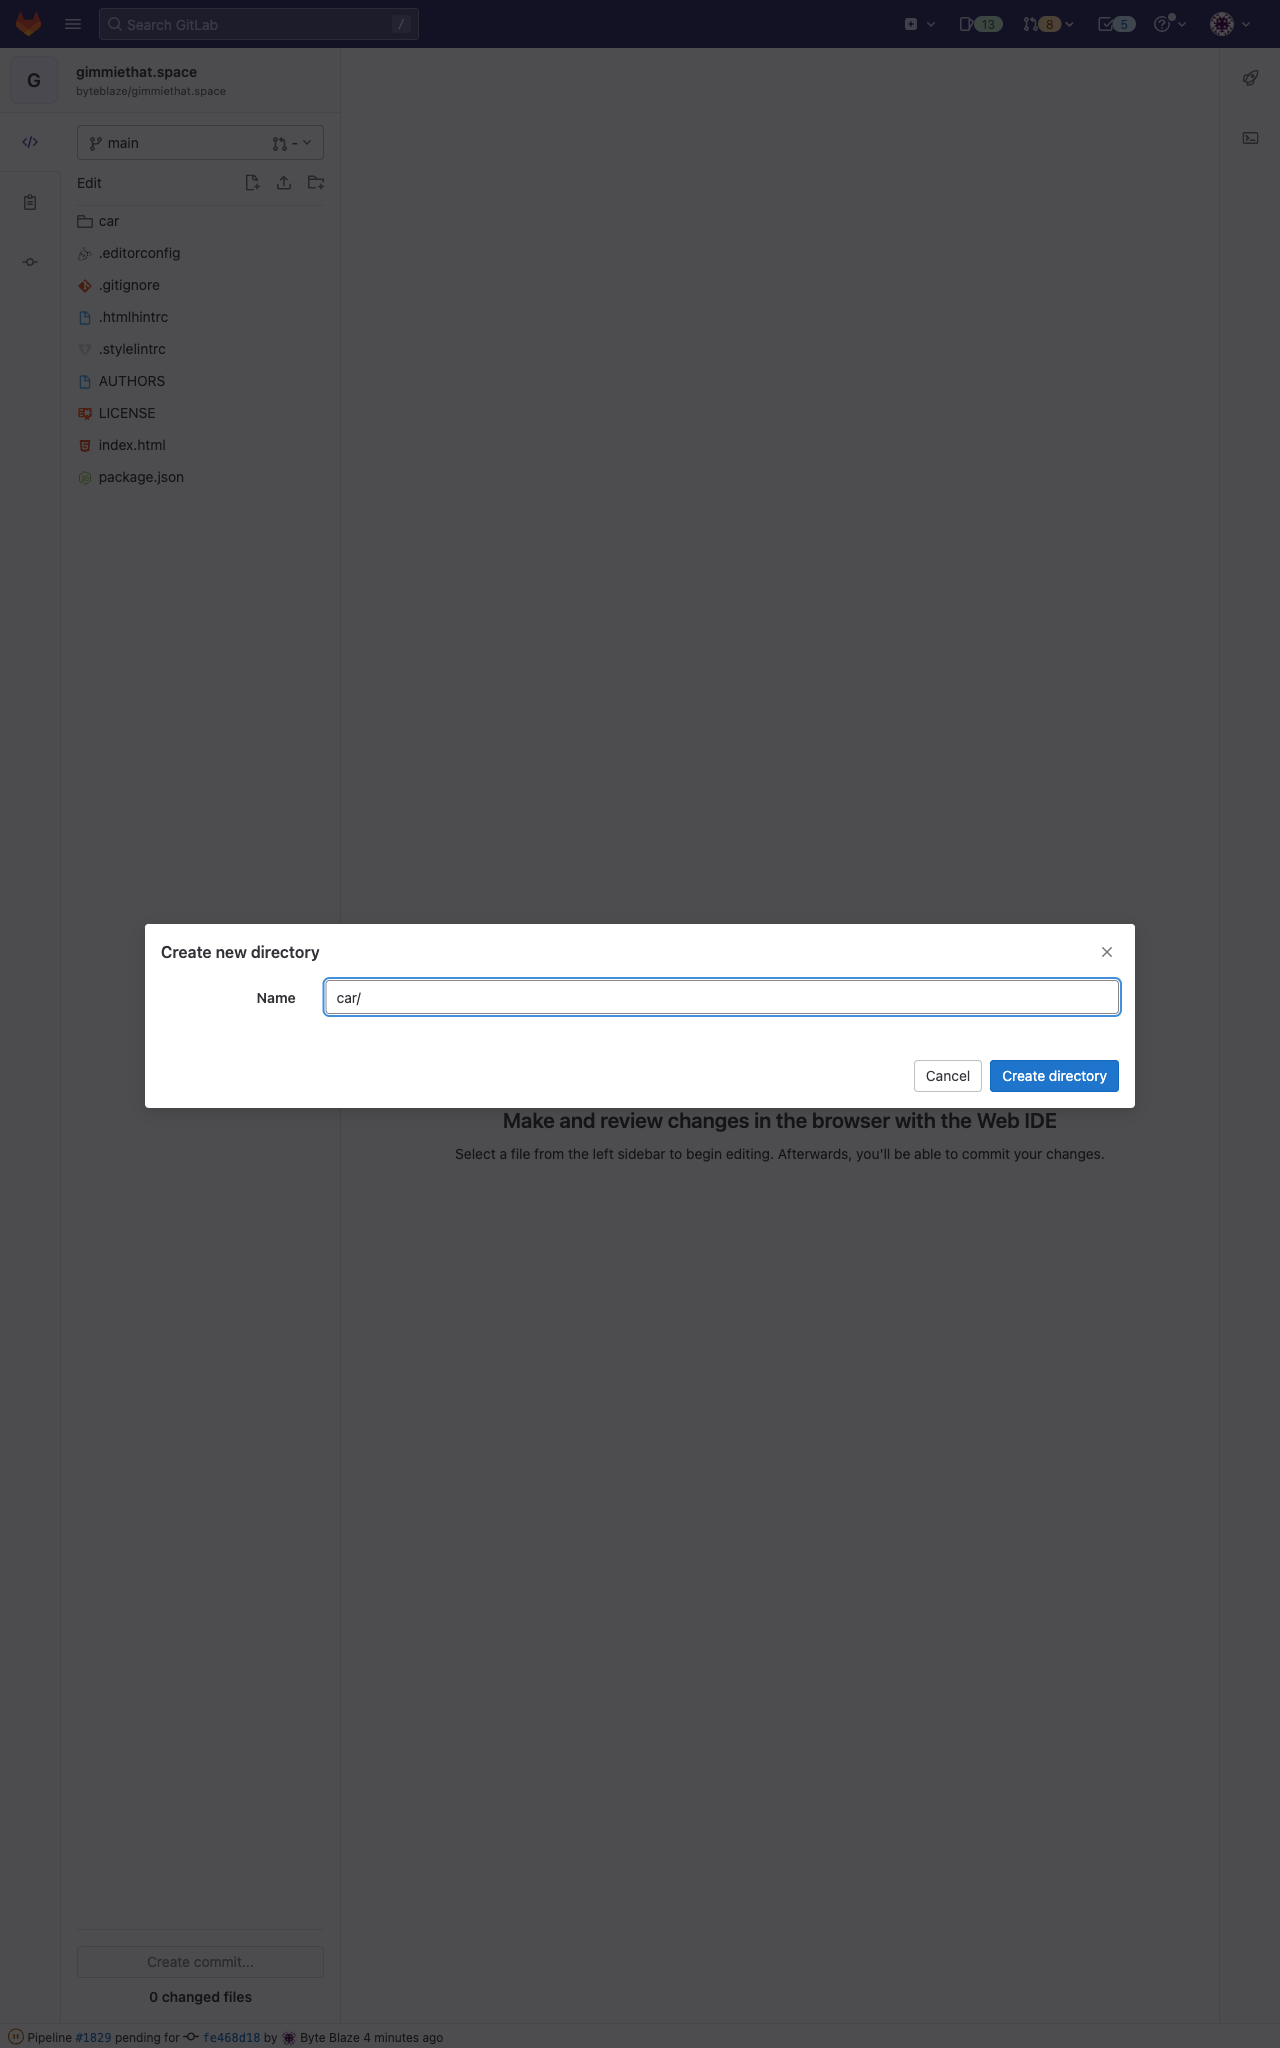 Search GitLab
/
13
8
5
G
gimmiethat.space
byteblaze/gimmiethat.space
main
-
Edit
car
.editorconfig
.gitignore
.htmlhintrc
.stylelintrc
AUTHORS
LICENSE
index.html
package.json
Create new directory
Name
car/
Cancel
Create directory
Make and review changes in the browser with the Web IDE
Select a file from the left sidebar to begin editing. Afterwards, you'll be able to commit your changes.
Create commit...
0 changed files
Pipeline #1829 pending for fe468d18 by Byte Blaze 4 minutes ago